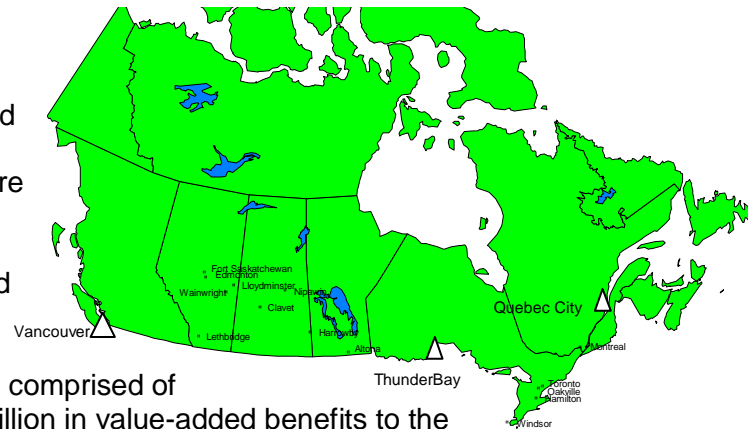 d
re
d
comprised of
illion in value-added benefits to the
Fort Saskatchewan
Edmonton
Lloydminster
Wainwright
Nipawin
Clavet
Lethbridge
Harrowby
Altona
Vancouver
ThunderBay
Quebec City
Montreal
Toronto
Oakville
Hamilton
Windsor